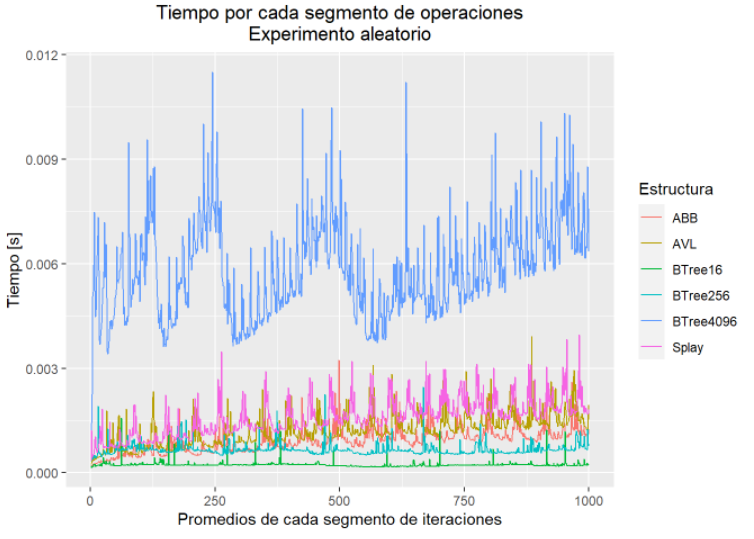 Tiempo por cada segmento de operaciones
Experimento aleatorio
0.012
0.009
0.006
0.003
0.000
Tiempo [s]
0
250
500
750
1000
Promedios de cada segmento de iteraciones
Estructura
ABB
AVL
BTree16
BTree256
BTree4096
Splay